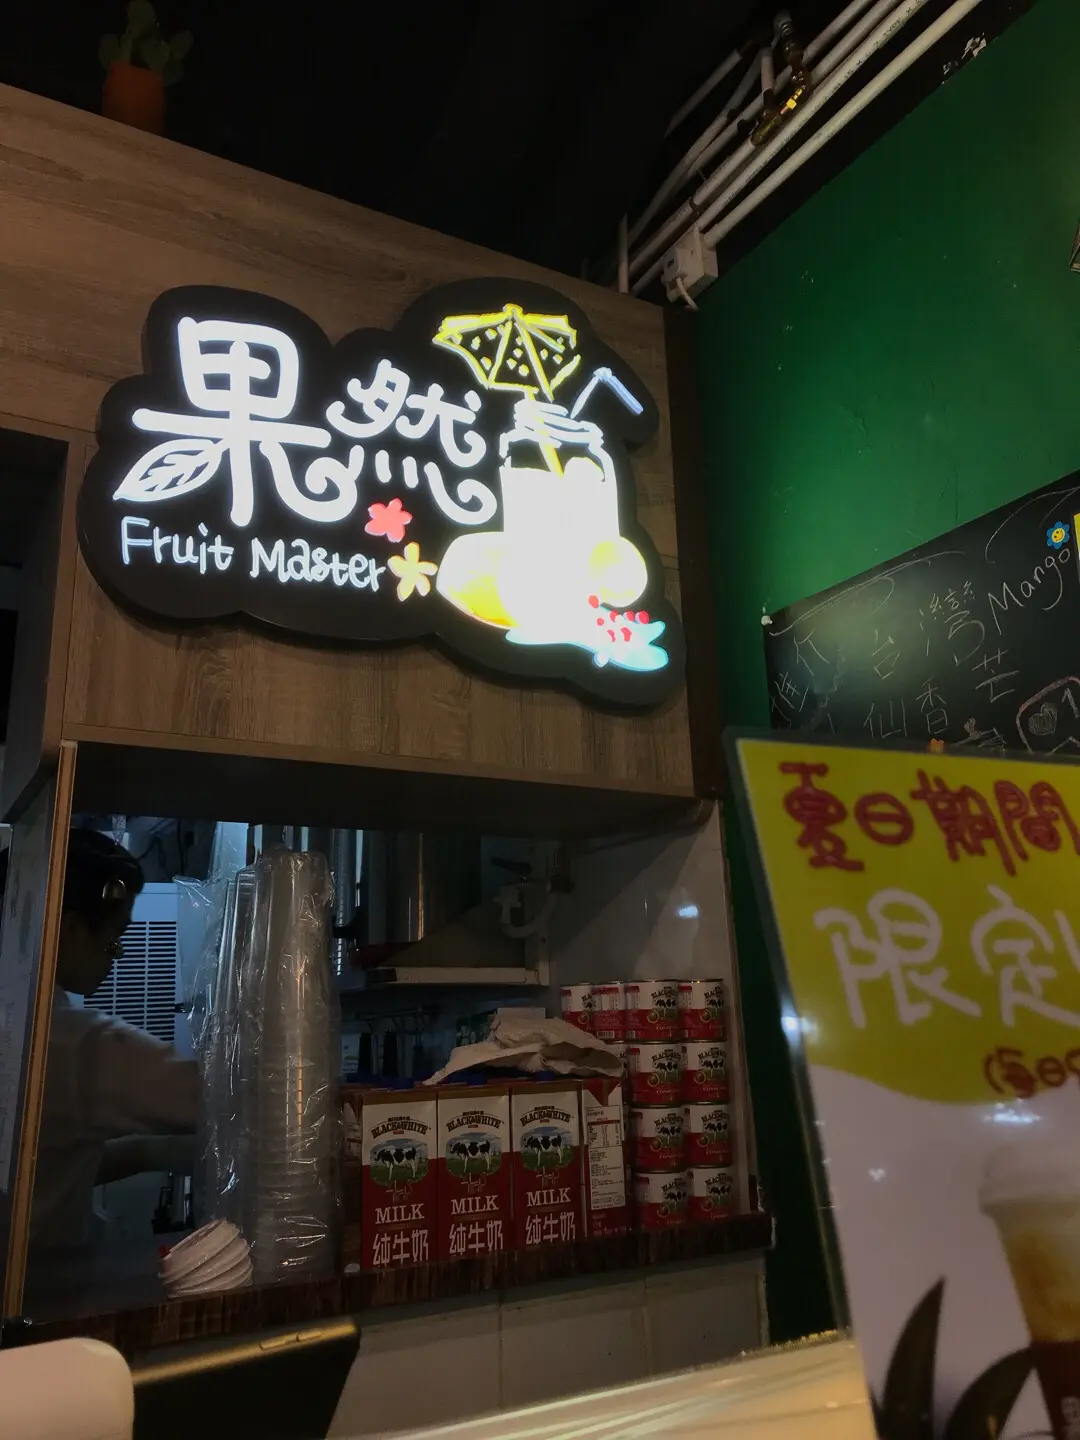 果然
Fruit Master
台灣
Mango
仙香芒
夏日期間
限定
BLACK&WHITE
MILK
纯牛奶
BLACK&WHITE
MILK
纯牛奶
BLACK&WHITE
MILK
纯牛奶